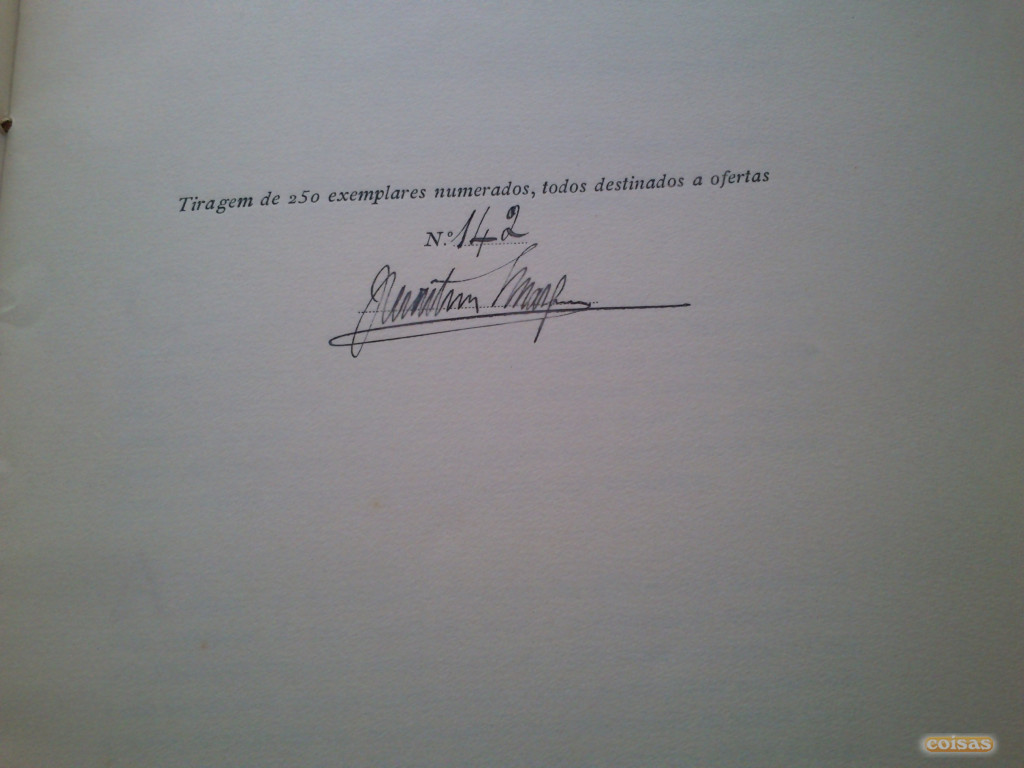 Tiragem de 250 exemplares numerados, todos destinados a ofertas
N.º 142
coisas